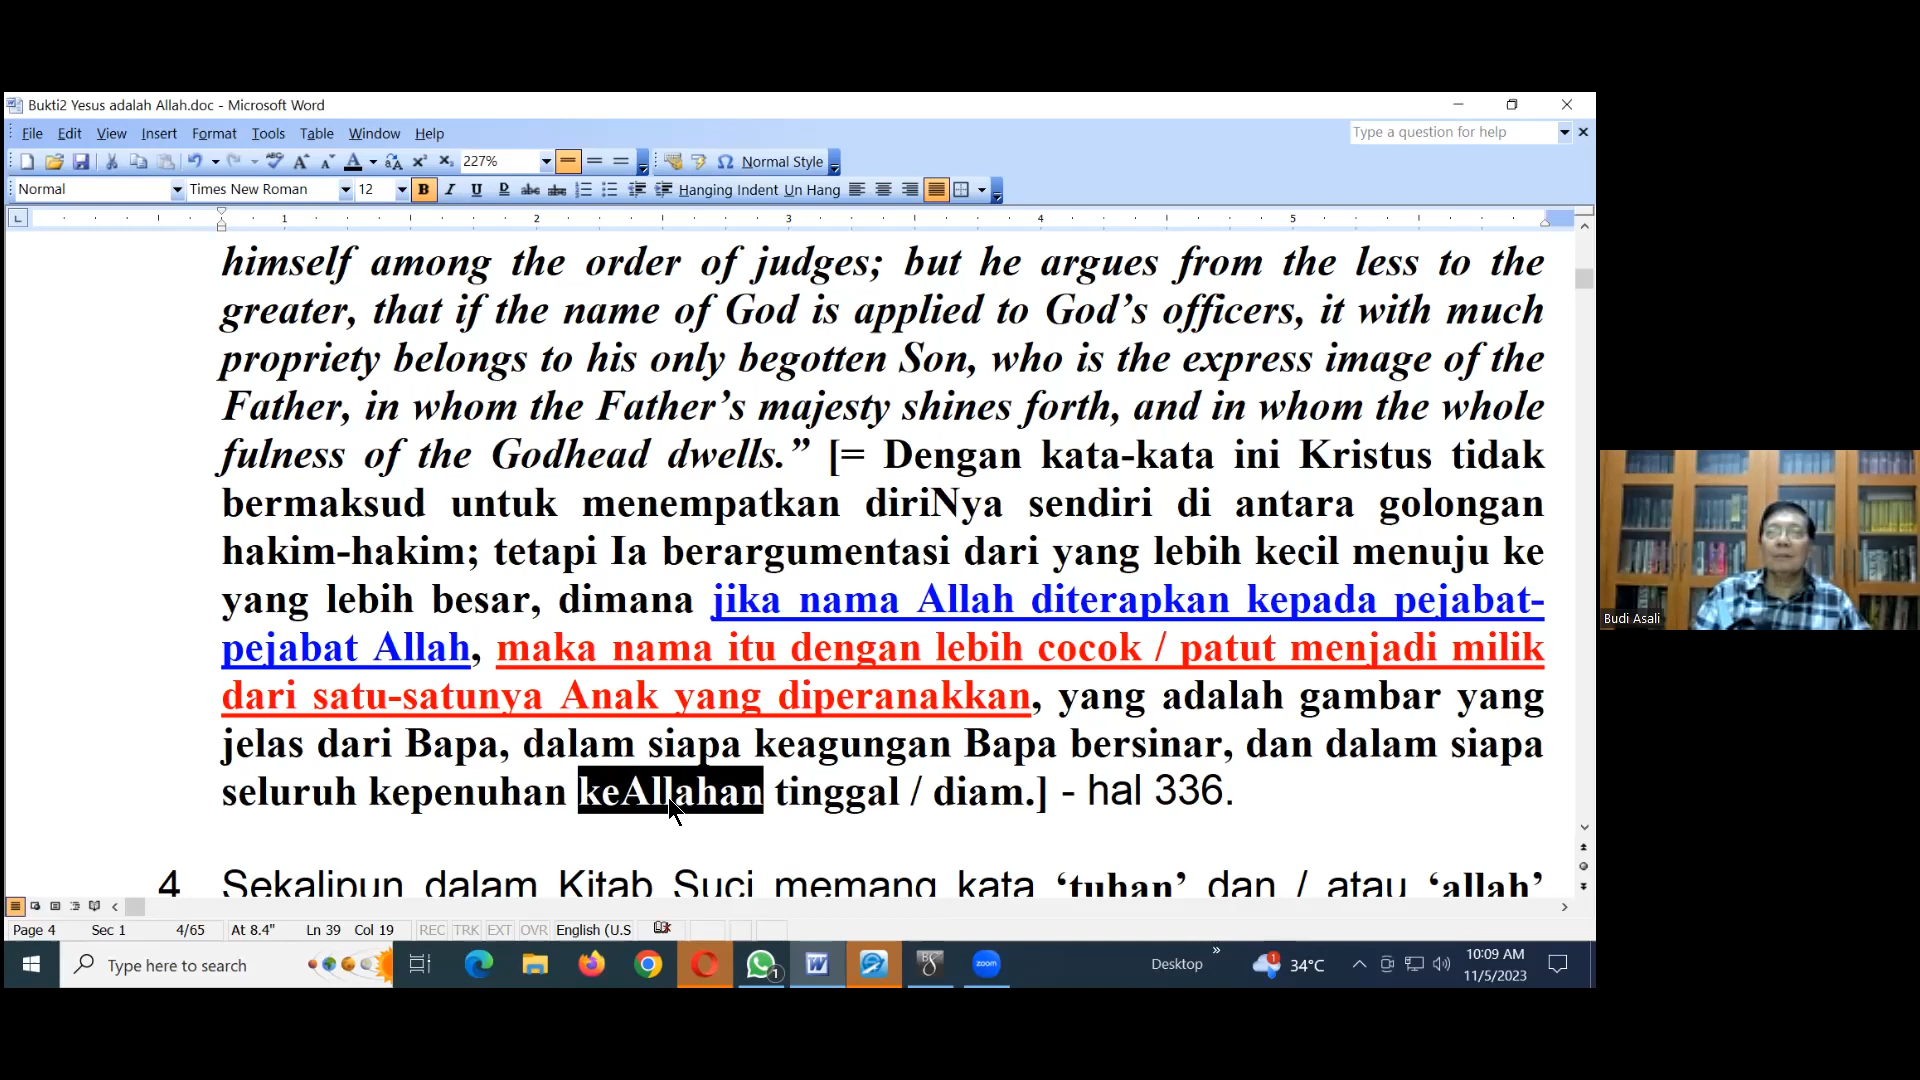 Bukti2 Yesus adalah Allah.doc - Microsoft Word
File Edit View Insert Format Tools Table Window Help
Type a question for help
227%
Normal Style
Normal
Times New Roman
12
B I U D abc abc
Hanging Indent Un Hang
1 2 3 4 5
himself among the order of judges; but he argues from the less to the
greater, that if the name of God is applied to God’s officers, it with much
propriety belongs to his only begotten Son, who is the express image of the
Father, in whom the Father’s majesty shines forth, and in whom the whole
fulness of the Godhead dwells.” [= Dengan kata-kata ini Kristus tidak
bermaksud untuk menempatkan diriNya sendiri di antara golongan
hakim-hakim; tetapi Ia berargumentasi dari yang lebih kecil menuju ke
yang lebih besar, dimana jika nama Allah diterapkan kepada pejabat-
pejabat Allah, maka nama itu dengan lebih cocok / patut menjadi milik
dari satu-satunya Anak yang diperanakkan, yang adalah gambar yang
jelas dari Bapa, dalam siapa keagungan Bapa bersinar, dan dalam siapa
seluruh kepenuhan keAllahan tinggal / diam.] - hal 336.
4 Sekalipun dalam Kitab Suci memang kata ‘tuhan’ dan / atau ‘allah’
Budi Asali
Page 4 Sec 1 4/65 At 8.4" Ln 39 Col 19 REC TRK EXT OVR English (U.S
Type here to search
1
zoom
Desktop
»
1
34°C
10:09 AM
11/5/2023